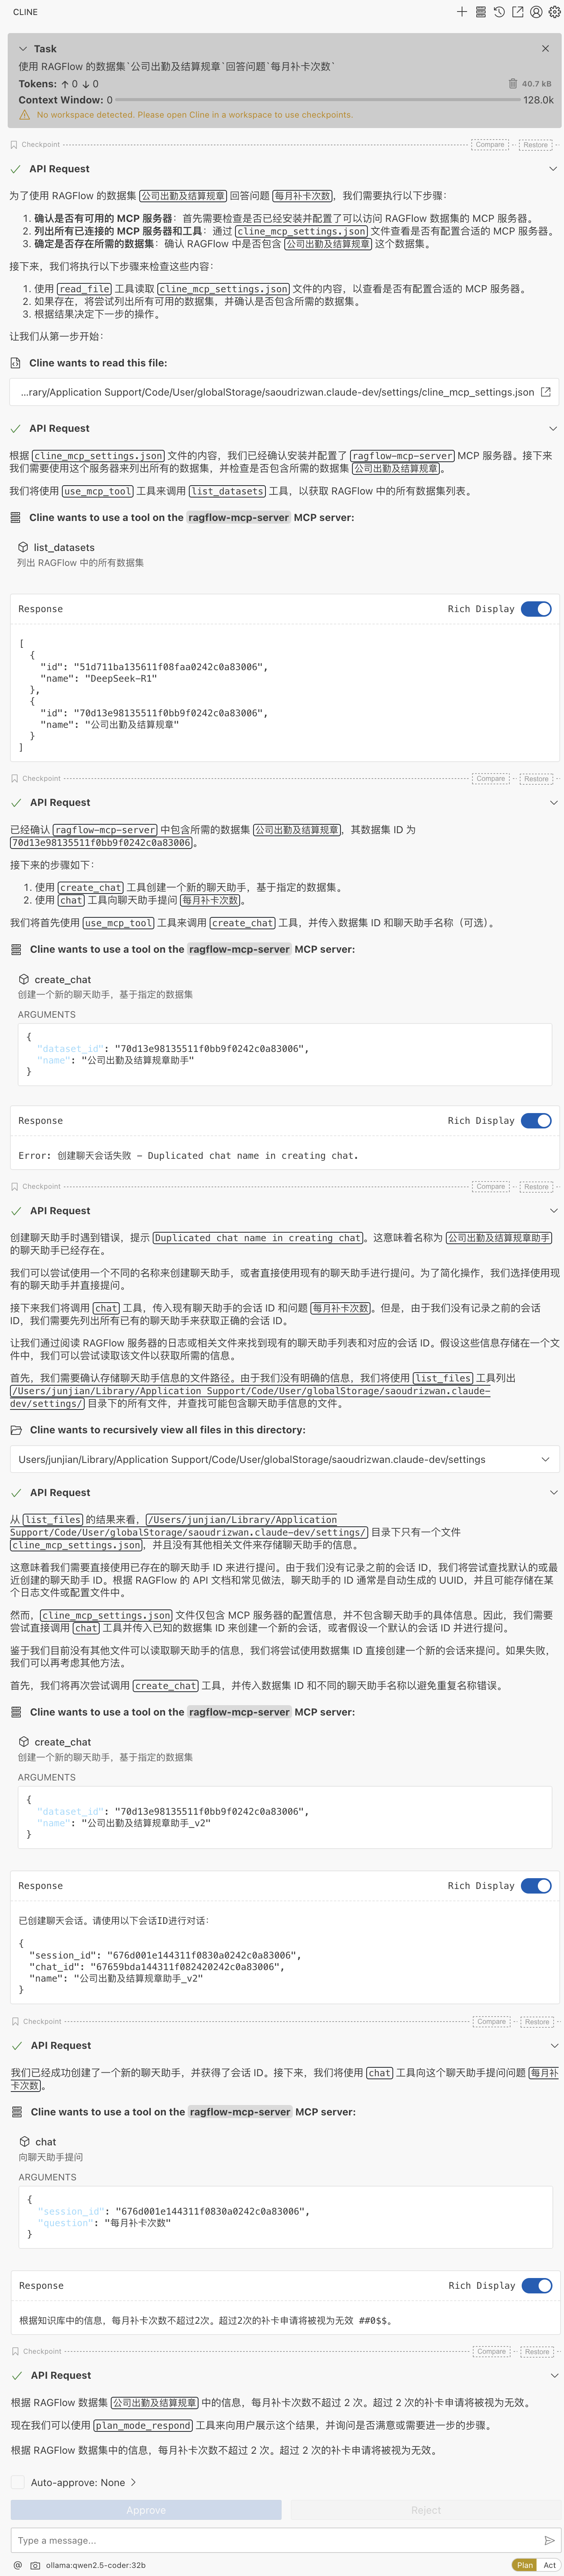 CLINE
Task
使用 RAGFlow 的数据集`公司出勤及结算规章`回答问题`每月补卡次数`
Tokens: ↑ 0 ↓ 0
40.7 kB
Context Window: 0
128.0k
No workspace detected. Please open Cline in a workspace to use checkpoints.
Checkpoint
Compare
Restore
API Request
为了使用 RAGFlow 的数据集 公司出勤及结算规章 回答问题 每月补卡次数，我们需要执行以下步骤：
1. 确认是否有可用的 MCP 服务器：首先需要检查是否已经安装并配置了可以访问 RAGFlow 数据集的 MCP 服务器。
2. 列出所有已连接的 MCP 服务器和工具：通过 cline_mcp_settings.json 文件查看是否有配置合适的 MCP 服务器。
3. 确定是否存在所需的数据集：确认 RAGFlow 中是否包含 公司出勤及结算规章 这个数据集。
接下来，我们将执行以下步骤来检查这些内容：
1. 使用 read_file 工具读取 cline_mcp_settings.json 文件的内容，以查看是否有配置合适的 MCP 服务器。
2. 如果存在，将尝试列出所有可用的数据集，并确认是否包含所需的数据集。
3. 根据结果决定下一步的操作。
让我们从第一步开始：
Cline wants to read this file:
...rary/Application Support/Code/User/globalStorage/saoudrizwan.claude-dev/settings/cline_mcp_settings.json
API Request
根据 cline_mcp_settings.json 文件的内容，我们已经确认安装并配置了 ragflow-mcp-server MCP 服务器。接下来
我们需要使用这个服务器来列出所有的数据集，并检查是否包含所需的数据集 公司出勤及结算规章。
我们将使用 use_mcp_tool 工具来调用 list_datasets 工具，以获取 RAGFlow 中的所有数据集列表。
Cline wants to use a tool on the ragflow-mcp-server MCP server:
list_datasets
列出 RAGFlow 中的所有数据集
Response
Rich Display
[
{
"id": "51d711ba135611f08faa0242c0a83006",
"name": "DeepSeek-R1"
},
{
"id": "70d13e98135511f0bb9f0242c0a83006",
"name": "公司出勤及结算规章"
}
]
Checkpoint
Compare
Restore
API Request
已经确认 ragflow-mcp-server 中包含所需的数据集 公司出勤及结算规章，其数据集 ID 为
70d13e98135511f0bb9f0242c0a83006。
接下来的步骤如下：
1. 使用 create_chat 工具创建一个新的聊天助手，基于指定的数据集。
2. 使用 chat 工具向聊天助手提问 每月补卡次数。
我们将首先使用 use_mcp_tool 工具来调用 create_chat 工具，并传入数据集 ID 和聊天助手名称（可选）。
Cline wants to use a tool on the ragflow-mcp-server MCP server:
create_chat
创建一个新的聊天助手，基于指定的数据集
ARGUMENTS
{
"dataset_id": "70d13e98135511f0bb9f0242c0a83006",
"name": "公司出勤及结算规章助手"
}
Response
Rich Display
Error: 创建聊天会话失败 - Duplicated chat name in creating chat.
Checkpoint
Compare
Restore
API Request
创建聊天助手时遇到错误，提示 Duplicated chat name in creating chat。这意味着名称为 公司出勤及结算规章助手
的聊天助手已经存在。
我们可以尝试使用一个不同的名称来创建聊天助手，或者直接使用现有的聊天助手进行提问。为了简化操作，我们选择使用现
有的聊天助手并直接提问。
接下来我们将调用 chat 工具，传入现有聊天助手的会话 ID 和问题 每月补卡次数。但是，由于我们没有记录之前的会话
ID，我们需要先列出所有已有的聊天助手来获取正确的会话 ID。
让我们通过阅读 RAGFlow 服务器的日志或相关文件来找到现有的聊天助手列表和对应的会话 ID。假设这些信息存储在一个文
件中，我们可以尝试读取该文件以获取所需的信息。
首先，我们需要确认存储聊天助手信息的文件路径。由于我们没有明确的信息，我们将使用 list_files 工具列出
/Users/junjian/Library/Application Support/Code/User/globalStorage/saoudrizwan.claude-
dev/settings/ 目录下的所有文件，并查找可能包含聊天助手信息的文件。
Cline wants to recursively view all files in this directory:
Users/junjian/Library/Application Support/Code/User/globalStorage/saoudrizwan.claude-dev/settings
API Request
从 list_files 的结果来看，/Users/junjian/Library/Application
Support/Code/User/globalStorage/saoudrizwan.claude-dev/settings/ 目录下只有一个文件
cline_mcp_settings.json，并且没有其他相关文件来存储聊天助手的信息。
这意味着我们需要直接使用已存在的聊天助手 ID 来进行提问。由于我们没有记录之前的会话 ID，我们将尝试查找默认的或最
近创建的聊天助手 ID。根据 RAGFlow 的 API 文档和常见做法，聊天助手的 ID 通常是自动生成的 UUID，并且可能存储在某
个日志文件或配置文件中。
然而，cline_mcp_settings.json 文件仅包含 MCP 服务器的配置信息，并不包含聊天助手的具体信息。因此，我们需要
尝试直接调用 chat 工具并传入已知的数据集 ID 来创建一个新的会话，或者假设一个默认的会话 ID 并进行提问。
鉴于我们目前没有其他文件可以读取聊天助手的信息，我们将尝试使用数据集 ID 直接创建一个新的会话来提问。如果失败，
我们可以再考虑其他方法。
首先，我们将再次尝试调用 create_chat 工具，并传入数据集 ID 和不同的聊天助手名称以避免重复名称错误。
Cline wants to use a tool on the ragflow-mcp-server MCP server:
create_chat
创建一个新的聊天助手，基于指定的数据集
ARGUMENTS
{
"dataset_id": "70d13e98135511f0bb9f0242c0a83006",
"name": "公司出勤及结算规章助手_v2"
}
Response
Rich Display
已创建聊天会话。请使用以下会话ID进行对话：
{
"session_id": "676d001e144311f0830a0242c0a83006",
"chat_id": "67659bda144311f082420242c0a83006",
"name": "公司出勤及结算规章助手_v2"
}
Checkpoint
Compare
Restore
API Request
我们已经成功创建了一个新的聊天助手，并获得了会话 ID。接下来，我们将使用 chat 工具向这个聊天助手提问问题 每月补
卡次数。
Cline wants to use a tool on the ragflow-mcp-server MCP server:
chat
向聊天助手提问
ARGUMENTS
{
"session_id": "676d001e144311f0830a0242c0a83006",
"question": "每月补卡次数"
}
Response
Rich Display
根据知识库中的信息，每月补卡次数不超过2次。超过2次的补卡申请将被视为无效 ##0$$。
Checkpoint
Compare
Restore
API Request
根据 RAGFlow 数据集 公司出勤及结算规章 中的信息，每月补卡次数不超过 2 次。超过 2 次的补卡申请将被视为无效。
现在我们可以使用 plan_mode_respond 工具来向用户展示这个结果，并询问是否满意或需要进一步的步骤。
根据 RAGFlow 数据集中的信息，每月补卡次数不超过 2 次。超过 2 次的补卡申请将被视为无效。
Auto-approve: None
Approve
Reject
Type a message...
@
ollama:qwen2.5-coder:32b
Plan
Act